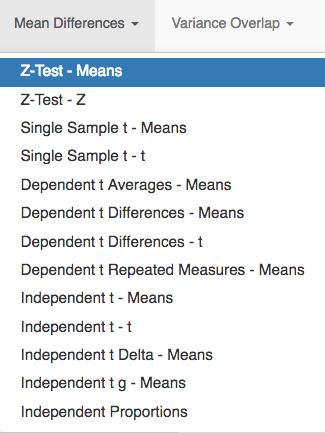 Mean Differences Variance Overlap
Z-Test - Means
Z-Test - Z
Single Sample t - Means
Single Sample t - t
Dependent t Averages - Means
Dependent t Differences - Means
Dependent t Differences - t
Dependent t Repeated Measures - Means
Independent t - Means
Independent t - t
Independent t Delta - Means
Independent t g - Means
Independent Proportions